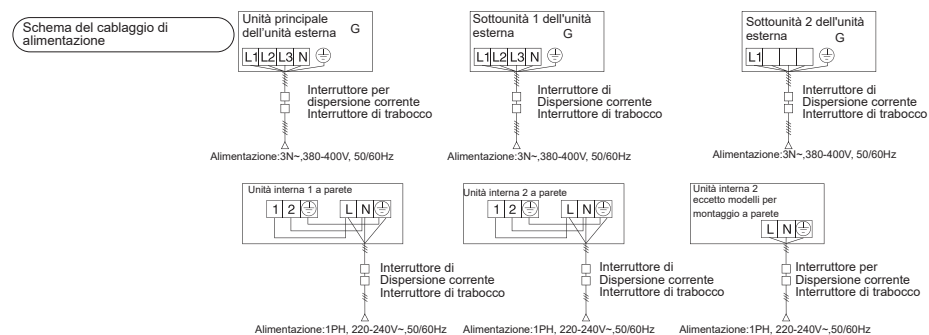 Schema del cablaggio di
alimentazione
Unità principale
dell'unità esterna
G
L1 L2 L3 N
Interruttore per
dispersione corrente
Interruttore di trabocco
Alimentazione:3N~,380-400V, 50/60Hz
Sottounità 1 dell'unità
esterna
G
L1 L2 L3 N
Interruttore di
Dispersione corrente
Interruttore di trabocco
Alimentazione:3N~,380-400V, 50/60Hz
Sottounità 2 dell'unità
esterna
G
L1
Interruttore di
Dispersione corrente
Interruttore di trabocco
Alimentazione:3N~,380-400V, 50/60Hz
Unità interna 1 a parete
1 2 L N
Interruttore di
Dispersione corrente
Interruttore di trabocco
Alimentazione:1PH, 220-240V~,50/60Hz
Unità interna 2 a parete
1 2 L N
Interruttore di
Dispersione corrente
Interruttore di trabocco
Alimentazione:1PH, 220-240V~,50/60Hz
Unità interna 2
eccetto modelli per
montaggio a parete
L N
Interruttore per
Dispersione corrente
Interruttore di trabocco
Alimentazione:1PH, 220-240V~,50/60Hz